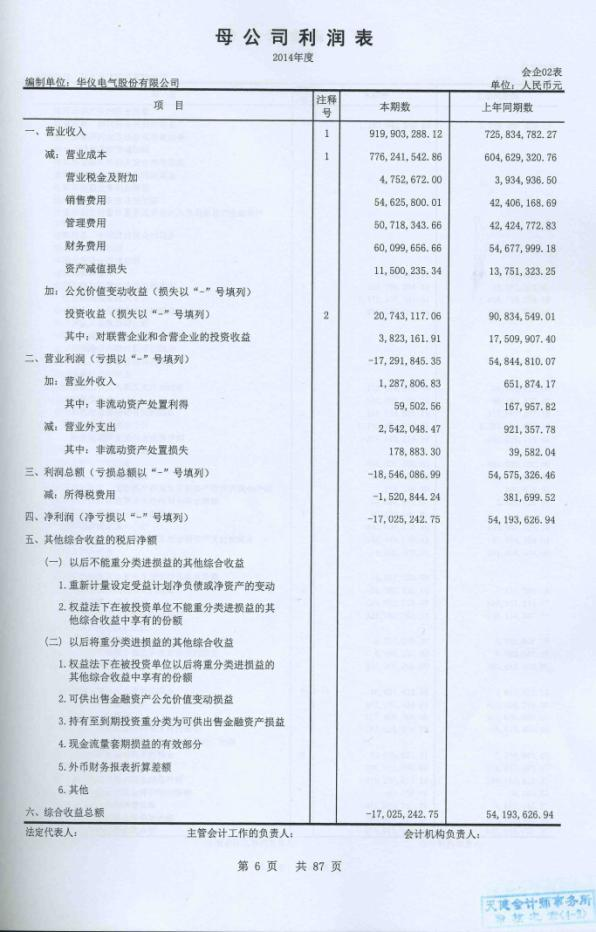 母公司利润表
2014年度
会企02表
编制单位：华仪电气股份有限公司 单位：人民币元
项 目 注释号 本期数 上年同期数
一、营业收入 1 919,903,288.12 725,834,782.27
减：营业成本 1 776,241,542.86 604,629,320.76
营业税金及附加 4,752,672.00 3,934,936.50
销售费用 54,625,800.01 42,406,168.69
管理费用 50,718,343.66 42,424,772.83
财务费用 60,099,656.66 54,677,999.18
资产减值损失 11,500,235.34 13,751,323.25
加：公允价值变动收益（损失以“-”号填列）
投资收益（损失以“-”号填列） 2 20,743,117.06 90,834,549.01
其中：对联营企业和合营企业的投资收益 3,823,161.91 17,509,907.40
二、营业利润（亏损以“-”号填列） -17,291,845.35 54,844,810.07
加：营业外收入 1,287,806.83 651,874.17
其中：非流动资产处置利得 59,502.56 167,957.82
减：营业外支出 2,542,048.47 921,357.78
其中：非流动资产处置损失 178,883.30 39,582.04
三、利润总额（亏损总额以“-”号填列） -18,546,086.99 54,575,326.46
减：所得税费用 -1,520,844.24 381,699.52
四、净利润（净亏损以“-”号填列） -17,025,242.75 54,193,626.94
五、其他综合收益的税后净额
（一）以后不能重分类进损益的其他综合收益
1.重新计量设定受益计划净负债或净资产的变动
2.权益法下在被投资单位不能重分类进损益的其
他综合收益中享有的份额
（二）以后将重分类进损益的其他综合收益
1.权益法下在被投资单位以后将重分类进损益的
其他综合收益中享有的份额
2.可供出售金融资产公允价值变动损益
3.持有至到期投资重分类为可供出售金融资产损益
4.现金流量套期损益的有效部分
5.外币财务报表折算差额
6.其他
六、综合收益总额 -17,025,242.75 54,193,626.94
法定代表人： 主管会计工作的负责人： 会计机构负责人：
第 6 页 共 87 页
天健会计师事务所